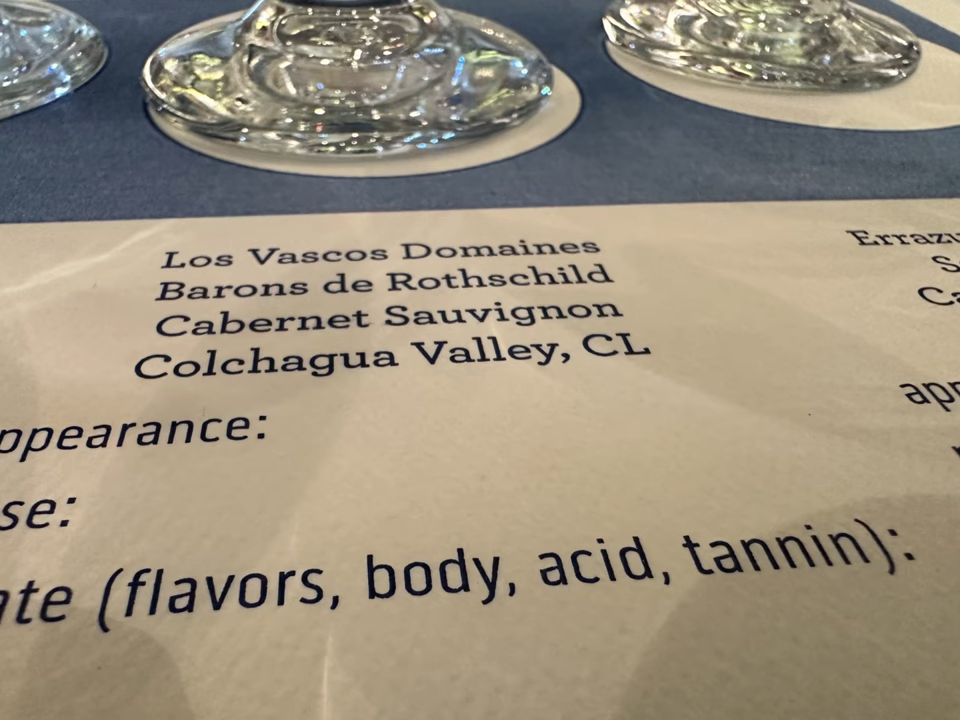 Los Vascos Domaines
Barons de Rothschild
Cabernet Sauvignon
Colchagua Valley, CL
ppearance:
se:
ate (flavors, body, acid, tannin):